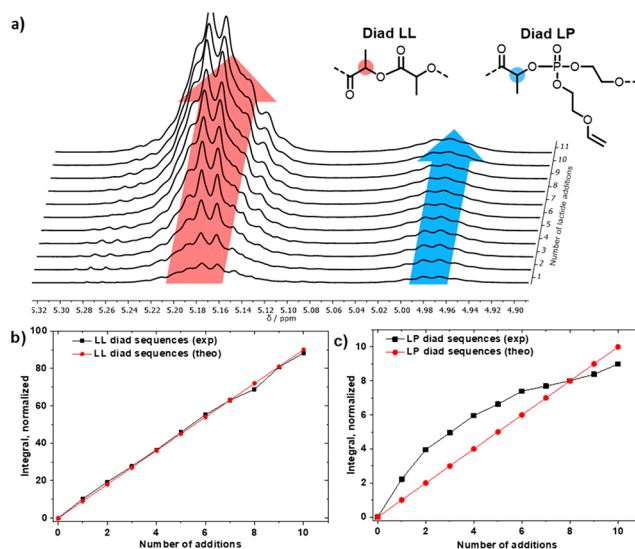 a)
Diad LL
Diad LP
O
O
O
O
O
O
O
P
O
O
O
O
11
10
9
8
7
6
5
4
3
2
1
Number of lactide additions
5.32 5.30 5.28 5.26 5.24 5.22 5.20 5.18 5.16 5.14 5.12 5.10 5.08 5.06 5.04 5.02 5.00 4.98 4.96 4.94 4.92 4.90
δ / ppm
b)
100
80
60
40
20
0
Integral, normalized
LL diad sequences (exp)
LL diad sequences (theo)
0 2 4 6 8 10
Number of additions
c)
10
8
6
4
2
0
Integral, normalized
LP diad sequences (exp)
LP diad sequences (theo)
0 2 4 6 8 10
Number of additions